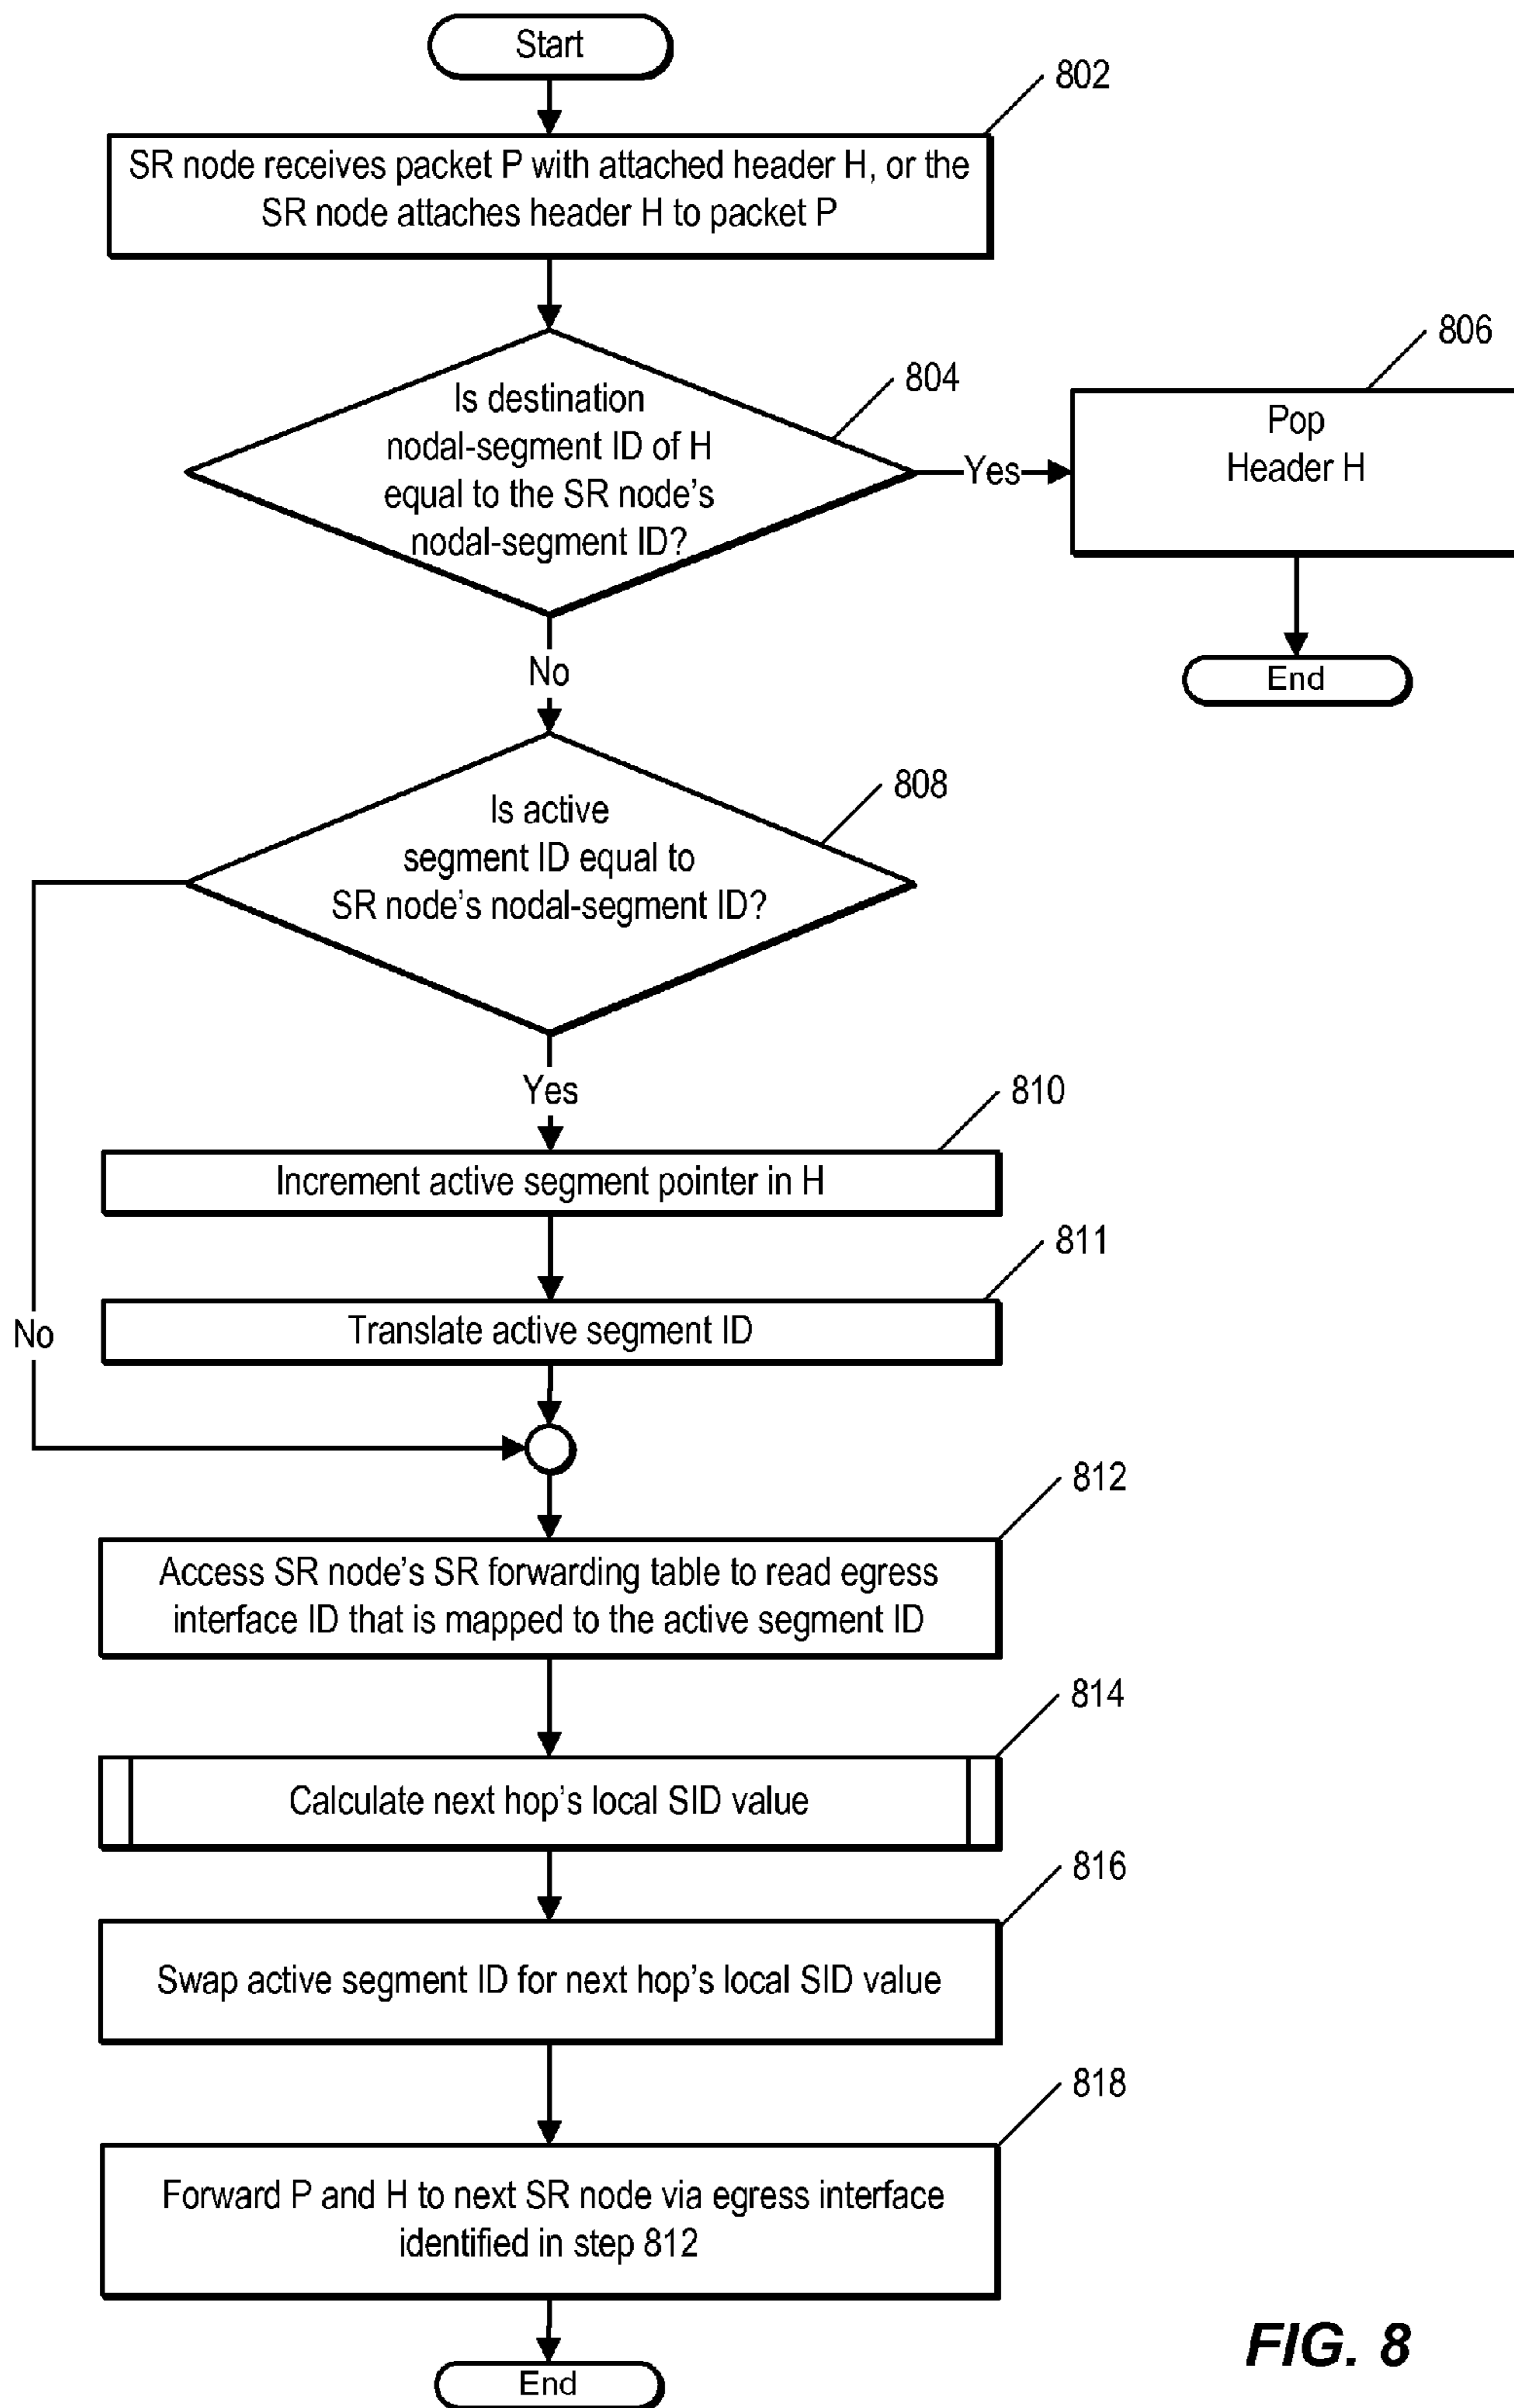 Start
802
SR node receives packet P with attached header H, or the
SR node attaches header H to packet P
804
Is destination
nodal-segment ID of H
equal to the SR node's
nodal-segment ID?
Yes
806
Pop
Header H
End
No
808
Is active
segment ID equal to
SR node's nodal-segment ID?
Yes
810
Increment active segment pointer in H
811
Translate active segment ID
No
812
Access SR node's SR forwarding table to read egress
interface ID that is mapped to the active segment ID
814
Calculate next hop's local SID value
816
Swap active segment ID for next hop's local SID value
818
Forward P and H to next SR node via egress interface
identified in step 812
End
FIG. 8